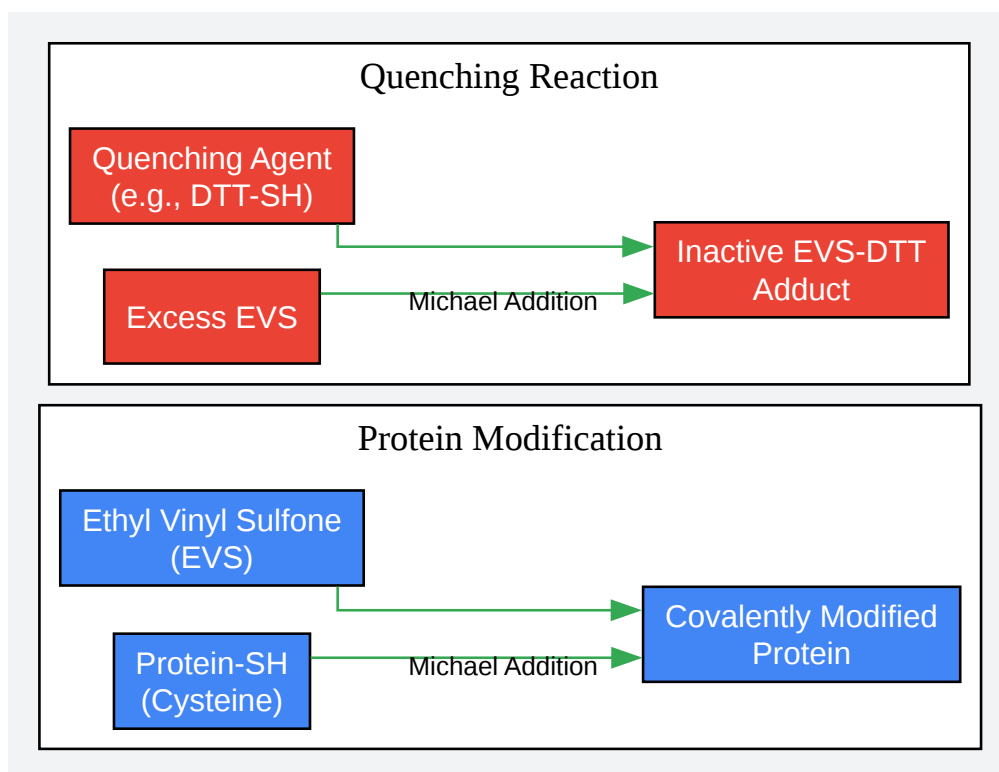 Quenching Reaction
Quenching Agent
(e.g., DTT-SH)
Inactive EVS-DTT
Adduct
Excess EVS
Michael Addition
Protein Modification
Ethyl Vinyl Sulfone
(EVS)
Covalently Modified
Protein
Protein-SH
(Cysteine)
Michael Addition